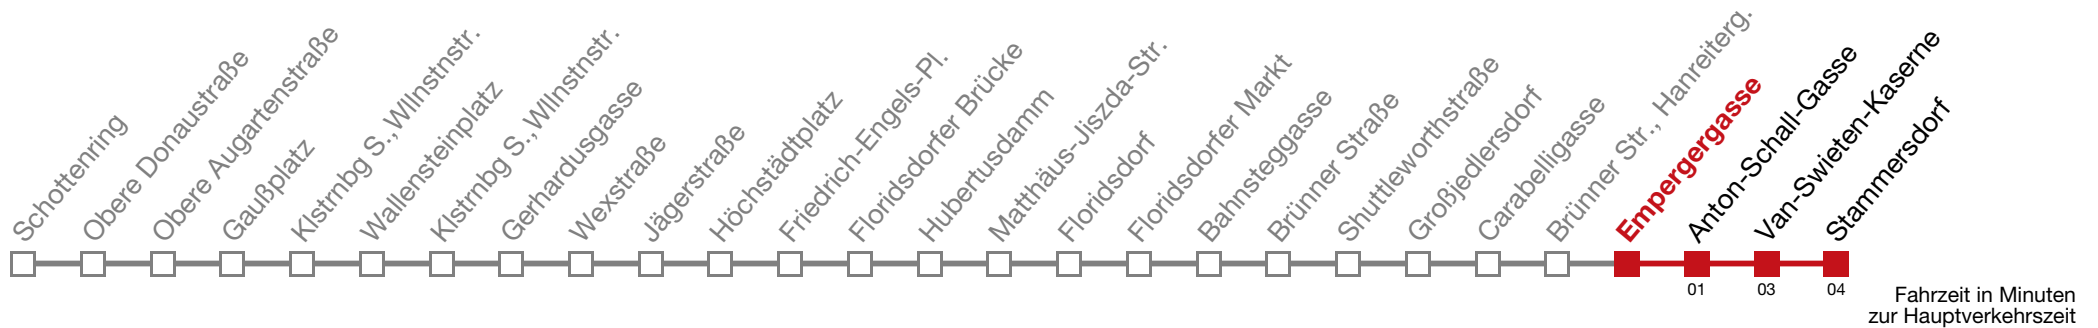 Schottenring
Obere Donaustraße
Obere Augartenstraße
Gaußplatz
Klstrnbg S., Wllnstnstr.
Wallensteinplatz
Klstrnbg S., Wllnstnstr.
Gerhardusgasse
Wexstraße
Jägerstraße
Höchstädtplatz
Friedrich-Engels-Pl.
Floridsdorfer Brücke
Hubertusdamm
Matthäus-Jiszda-Str.
Floridsdorf
Floridsdorfer Markt
Bahnsteggasse
Brünner Straße
Shuttleworthstraße
Großjedlersdorf
Carabelligasse
Brünner Str., Hanreiterg.
Empergergasse
Anton-Schall-Gasse
Van-Swieten-Kaserne
Stammersdorf
01
03
04
Fahrzeit in Minuten
zur Hauptverkehrszeit